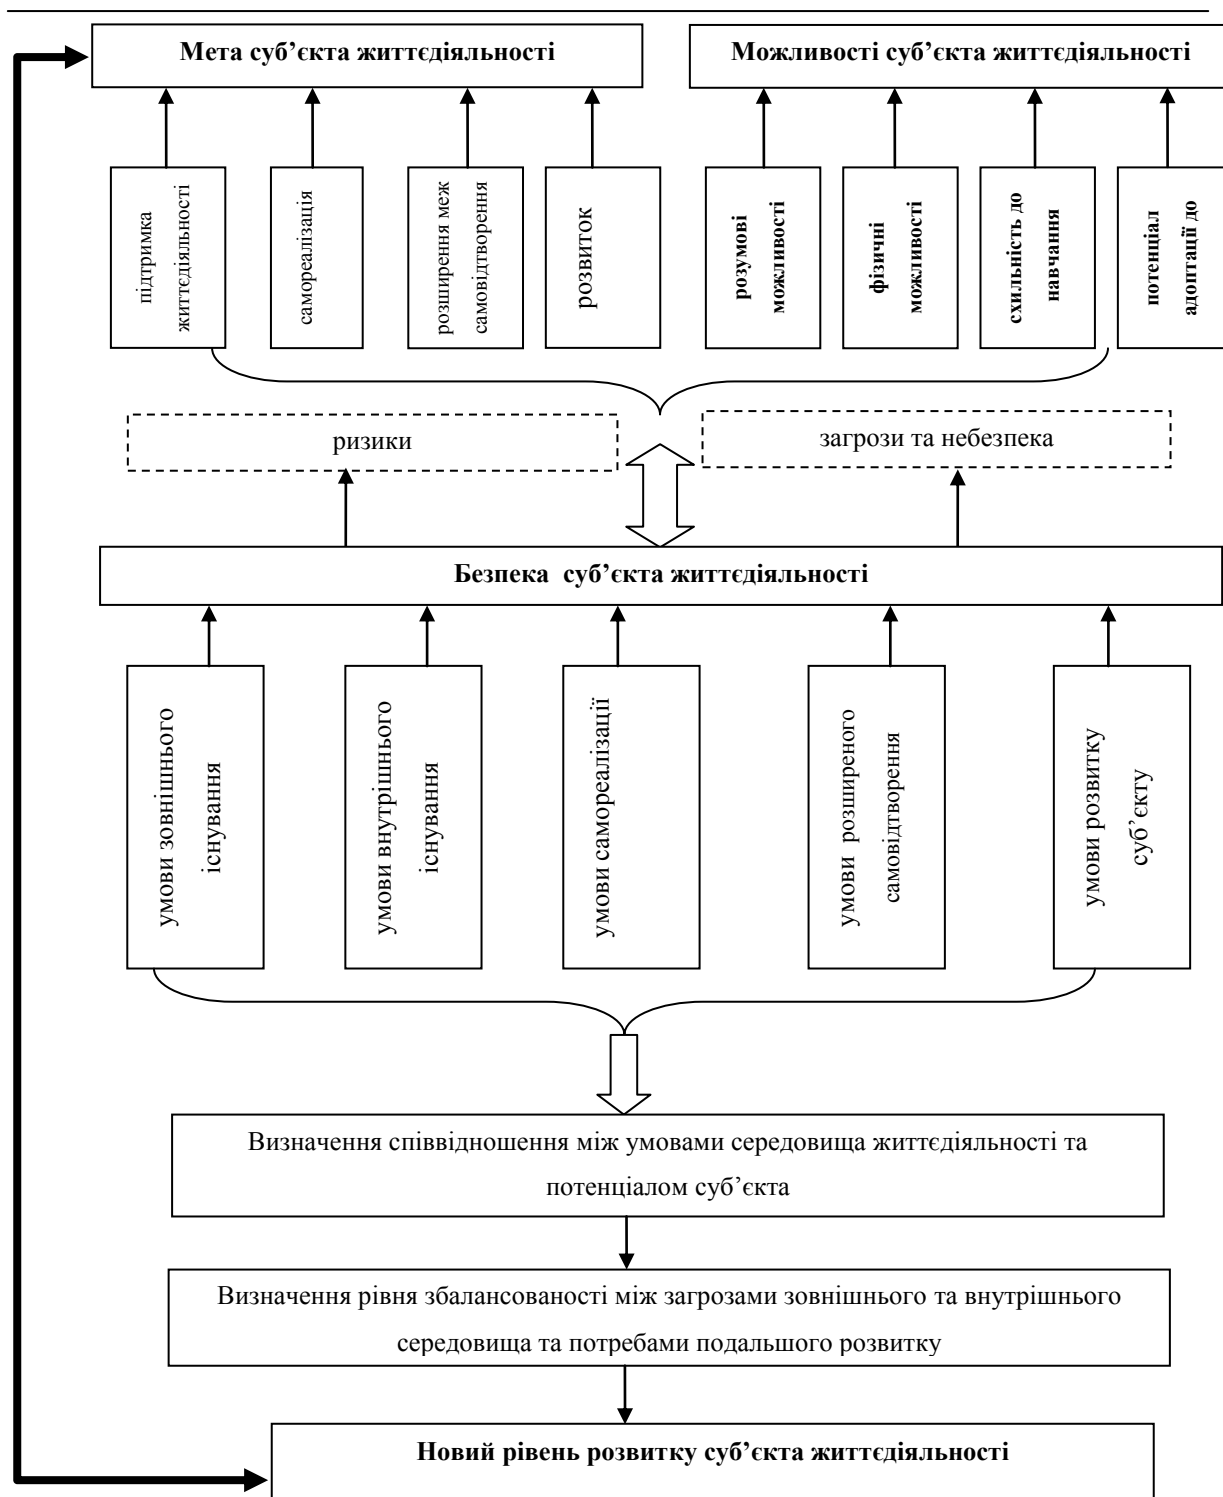 Мета суб’єкта життєдіяльності
Можливості суб’єкта життєдіяльності
підтримка
життєдіяльності
самореалізація
розширення меж
самовідтворення
розвиток
розумові
можливості
фізичні
можливості
схильність до
навчання
потенціал
адоптації до
ризики
загрози та небезпека
Безпека суб’єкта життєдіяльності
умови зовнішнього
існування
умови внутрішнього
існування
умови самореалізації
умови розширеного
самовідтворення
умови розвитку
суб’єкту
Визначення співвідношення між умовами середовища життєдіяльності та
потенціалом суб’єкта
Визначення рівня збалансованості між загрозами зовнішнього та внутрішнього
середовища та потребами подальшого розвитку
Новий рівень розвитку суб’єкта життєдіяльності